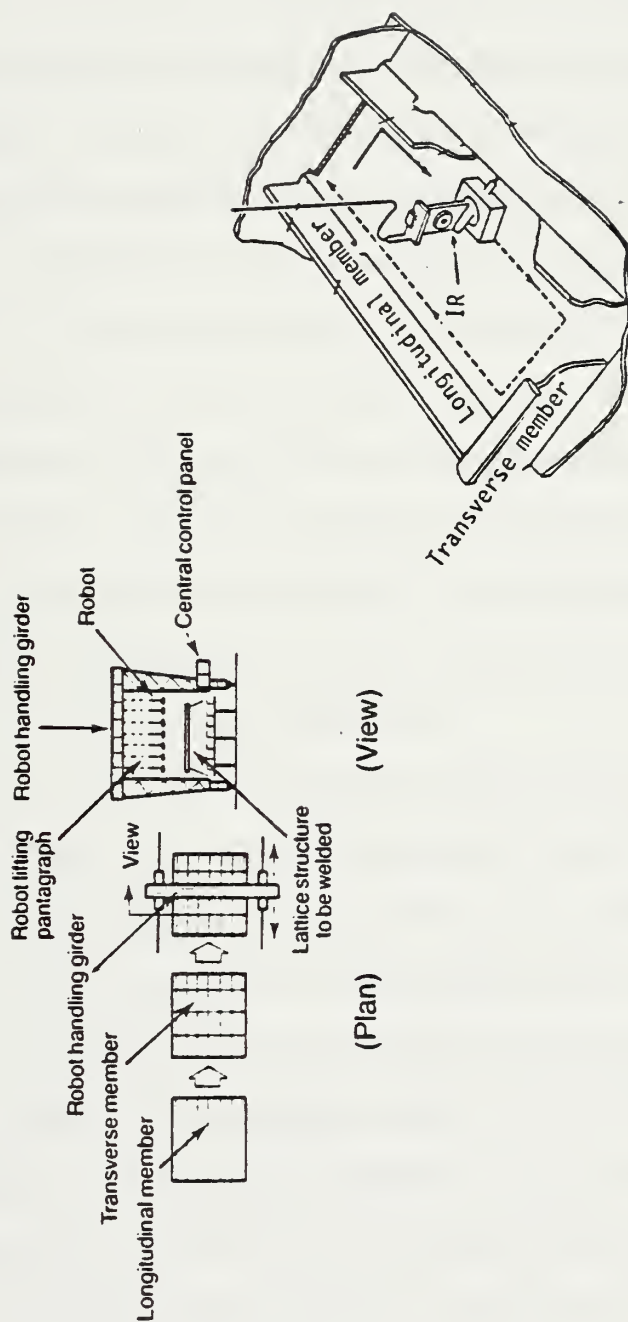 Robot handling girder
Robot lifting
pantagraph
Robot
Central control panel
Robot handling girder
Transverse member
Longitudinal member
View
Lattice structure
to be welded
(Plan)
(View)
Longitudinal member
IR
Transverse member